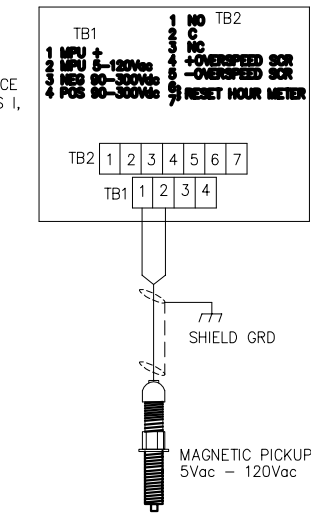 TB1
1 MPU +
2 MPU 5-120Vac
3 NEG 90-300Vdc
4 POS 90-300Vdc
TB2
1 NO
2 C
3 NC
4 +OVERSPEED SCR
5 -OVERSPEED SCR
6
7 RESET HOUR METER
CE
S I,
TB2 1 2 3 4 5 6 7
TB1 1 2 3 4
SHIELD GRD
MAGNETIC PICKUP
5Vac - 120Vac